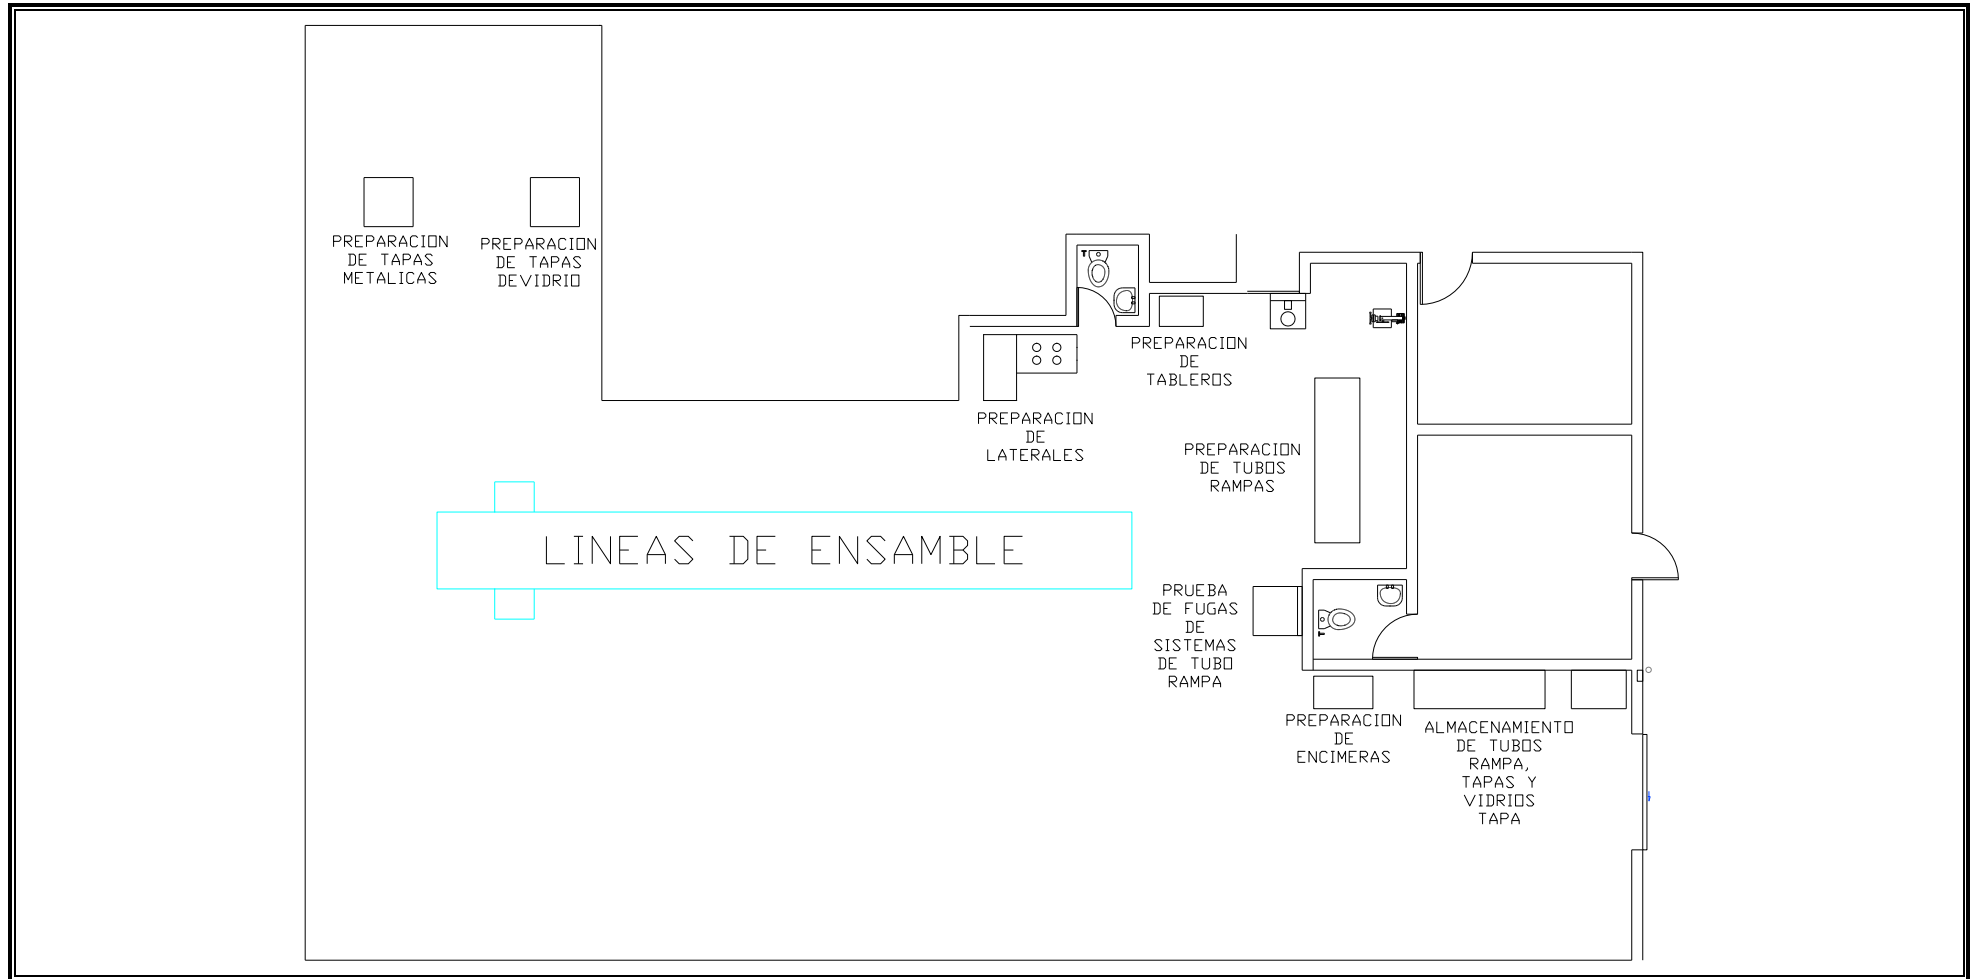 PREPARACION
DE TAPAS
METALICAS
PREPARACION
DE TAPAS
DEVIDRIO
PREPARACION
DE
TABLEROS
PREPARACION
DE
LATERALES
PREPARACION
DE TUBOS
RAMPAS
LINEAS DE ENSAMBLE
PRUEBA
DE FUGAS
DE
SISTEMAS
DE TUBO
RAMPA
PREPARACION
DE
ENCIMERAS
ALMACENAMIENTO
DE TUBOS
RAMPA,
TAPAS Y
VIDRIOS
TAPA